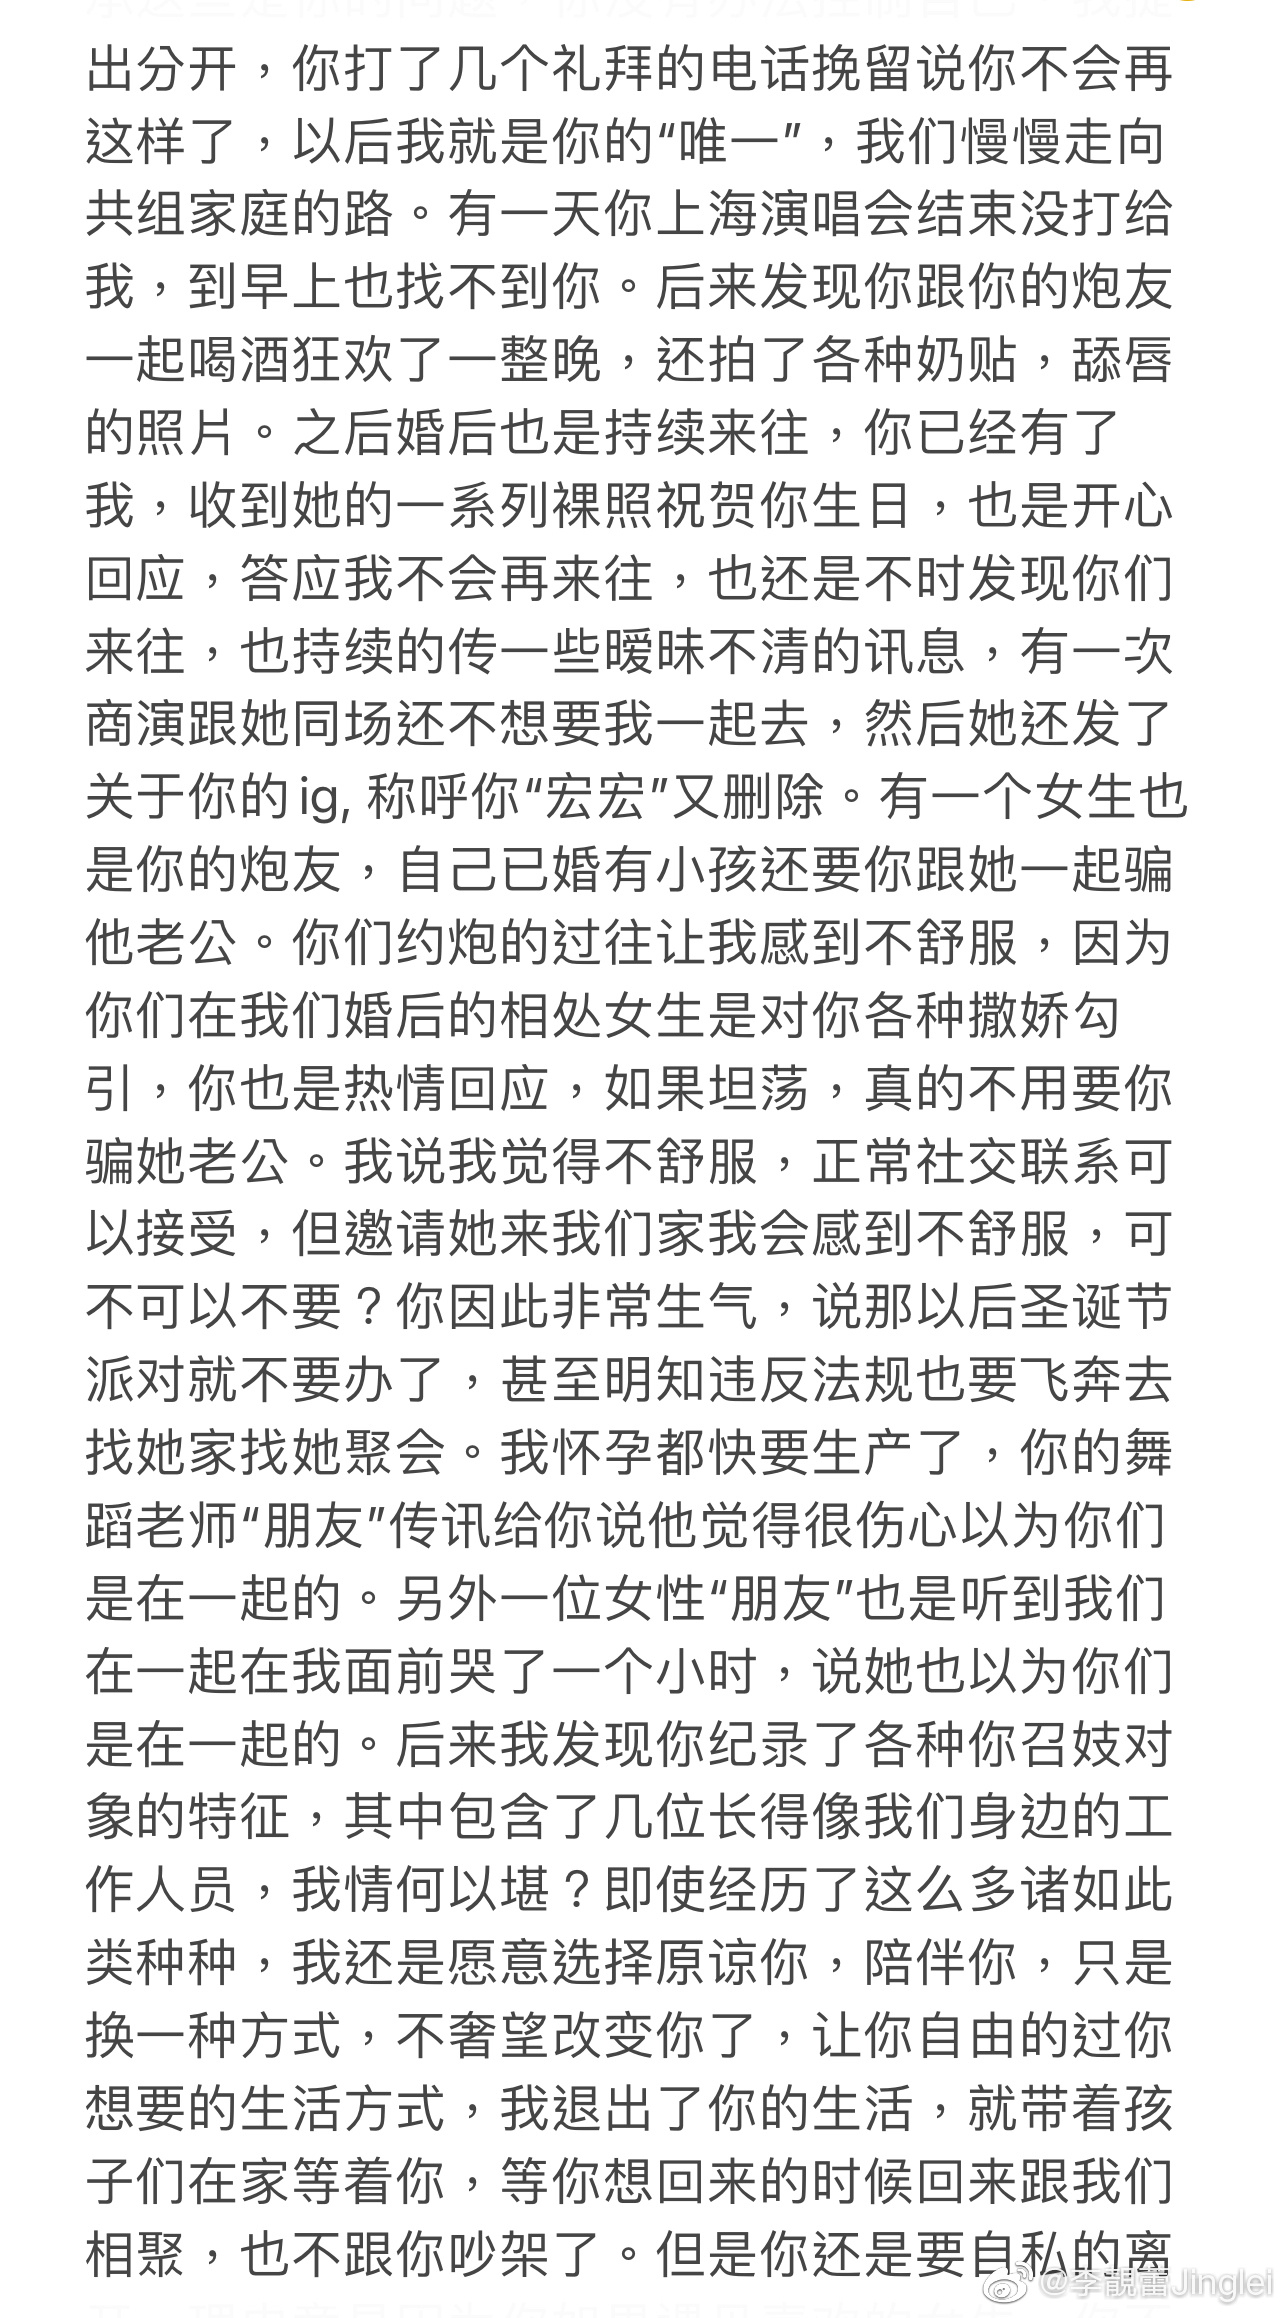 出分开，你打了几个礼拜的电话挽留说你不会再
这样了，以后我就是你的“唯一”，我们慢慢走向
共组家庭的路。有一天你上海演唱会结束没打给
我，到早上也找不到你。后来发现你跟你的炮友
一起喝酒狂欢了一整晚，还拍了各种奶贴，舔唇
的照片。之后婚后也是持续来往，你已经有了
我，收到她的一系列裸照祝贺你生日，也是开心
回应，答应我不会再来往，也还是不时发现你们
来往，也持续的传一些暧昧不清的讯息，有一次
商演跟她同场还不想要我一起去，然后她还发了
关于你的ig, 称呼你“宏宏”又删除。有一个女生也
是你的炮友，自己已婚有小孩还要你跟她一起骗
他老公。你们约炮的过往让我感到不舒服，因为
你们在我们婚后的相处女生是对你各种撒娇勾
引，你也是热情回应，如果坦荡，真的不用要你
骗她老公。我说我觉得不舒服，正常社交联系可
以接受，但邀请她来我们家我会感到不舒服，可
不可以不要？你因此非常生气，说那以后圣诞节
派对就不要办了，甚至明知违反法规也要飞奔去
找她家找她聚会。我怀孕都快要生产了，你的舞
蹈老师“朋友”传讯给你说他觉得很伤心以为你们
是在一起的。另外一位女性“朋友”也是听到我们
在一起在我面前哭了一个小时，说她也以为你们
是在一起的。后来我发现你纪录了各种你召妓对
象的特征，其中包含了几位长得像我们身边的工
作人员，我情何以堪？即使经历了这么多诸如此
类种种，我还是愿意选择原谅你，陪伴你，只是
换一种方式，不奢望改变你了，让你自由的过你
想要的生活方式，我退出了你的生活，就带着孩
子们在家等着你，等你想回来的时候回来跟我们
相聚，也不跟你吵架了。但是你还是要自私的离
@李靓蕾Jinglei